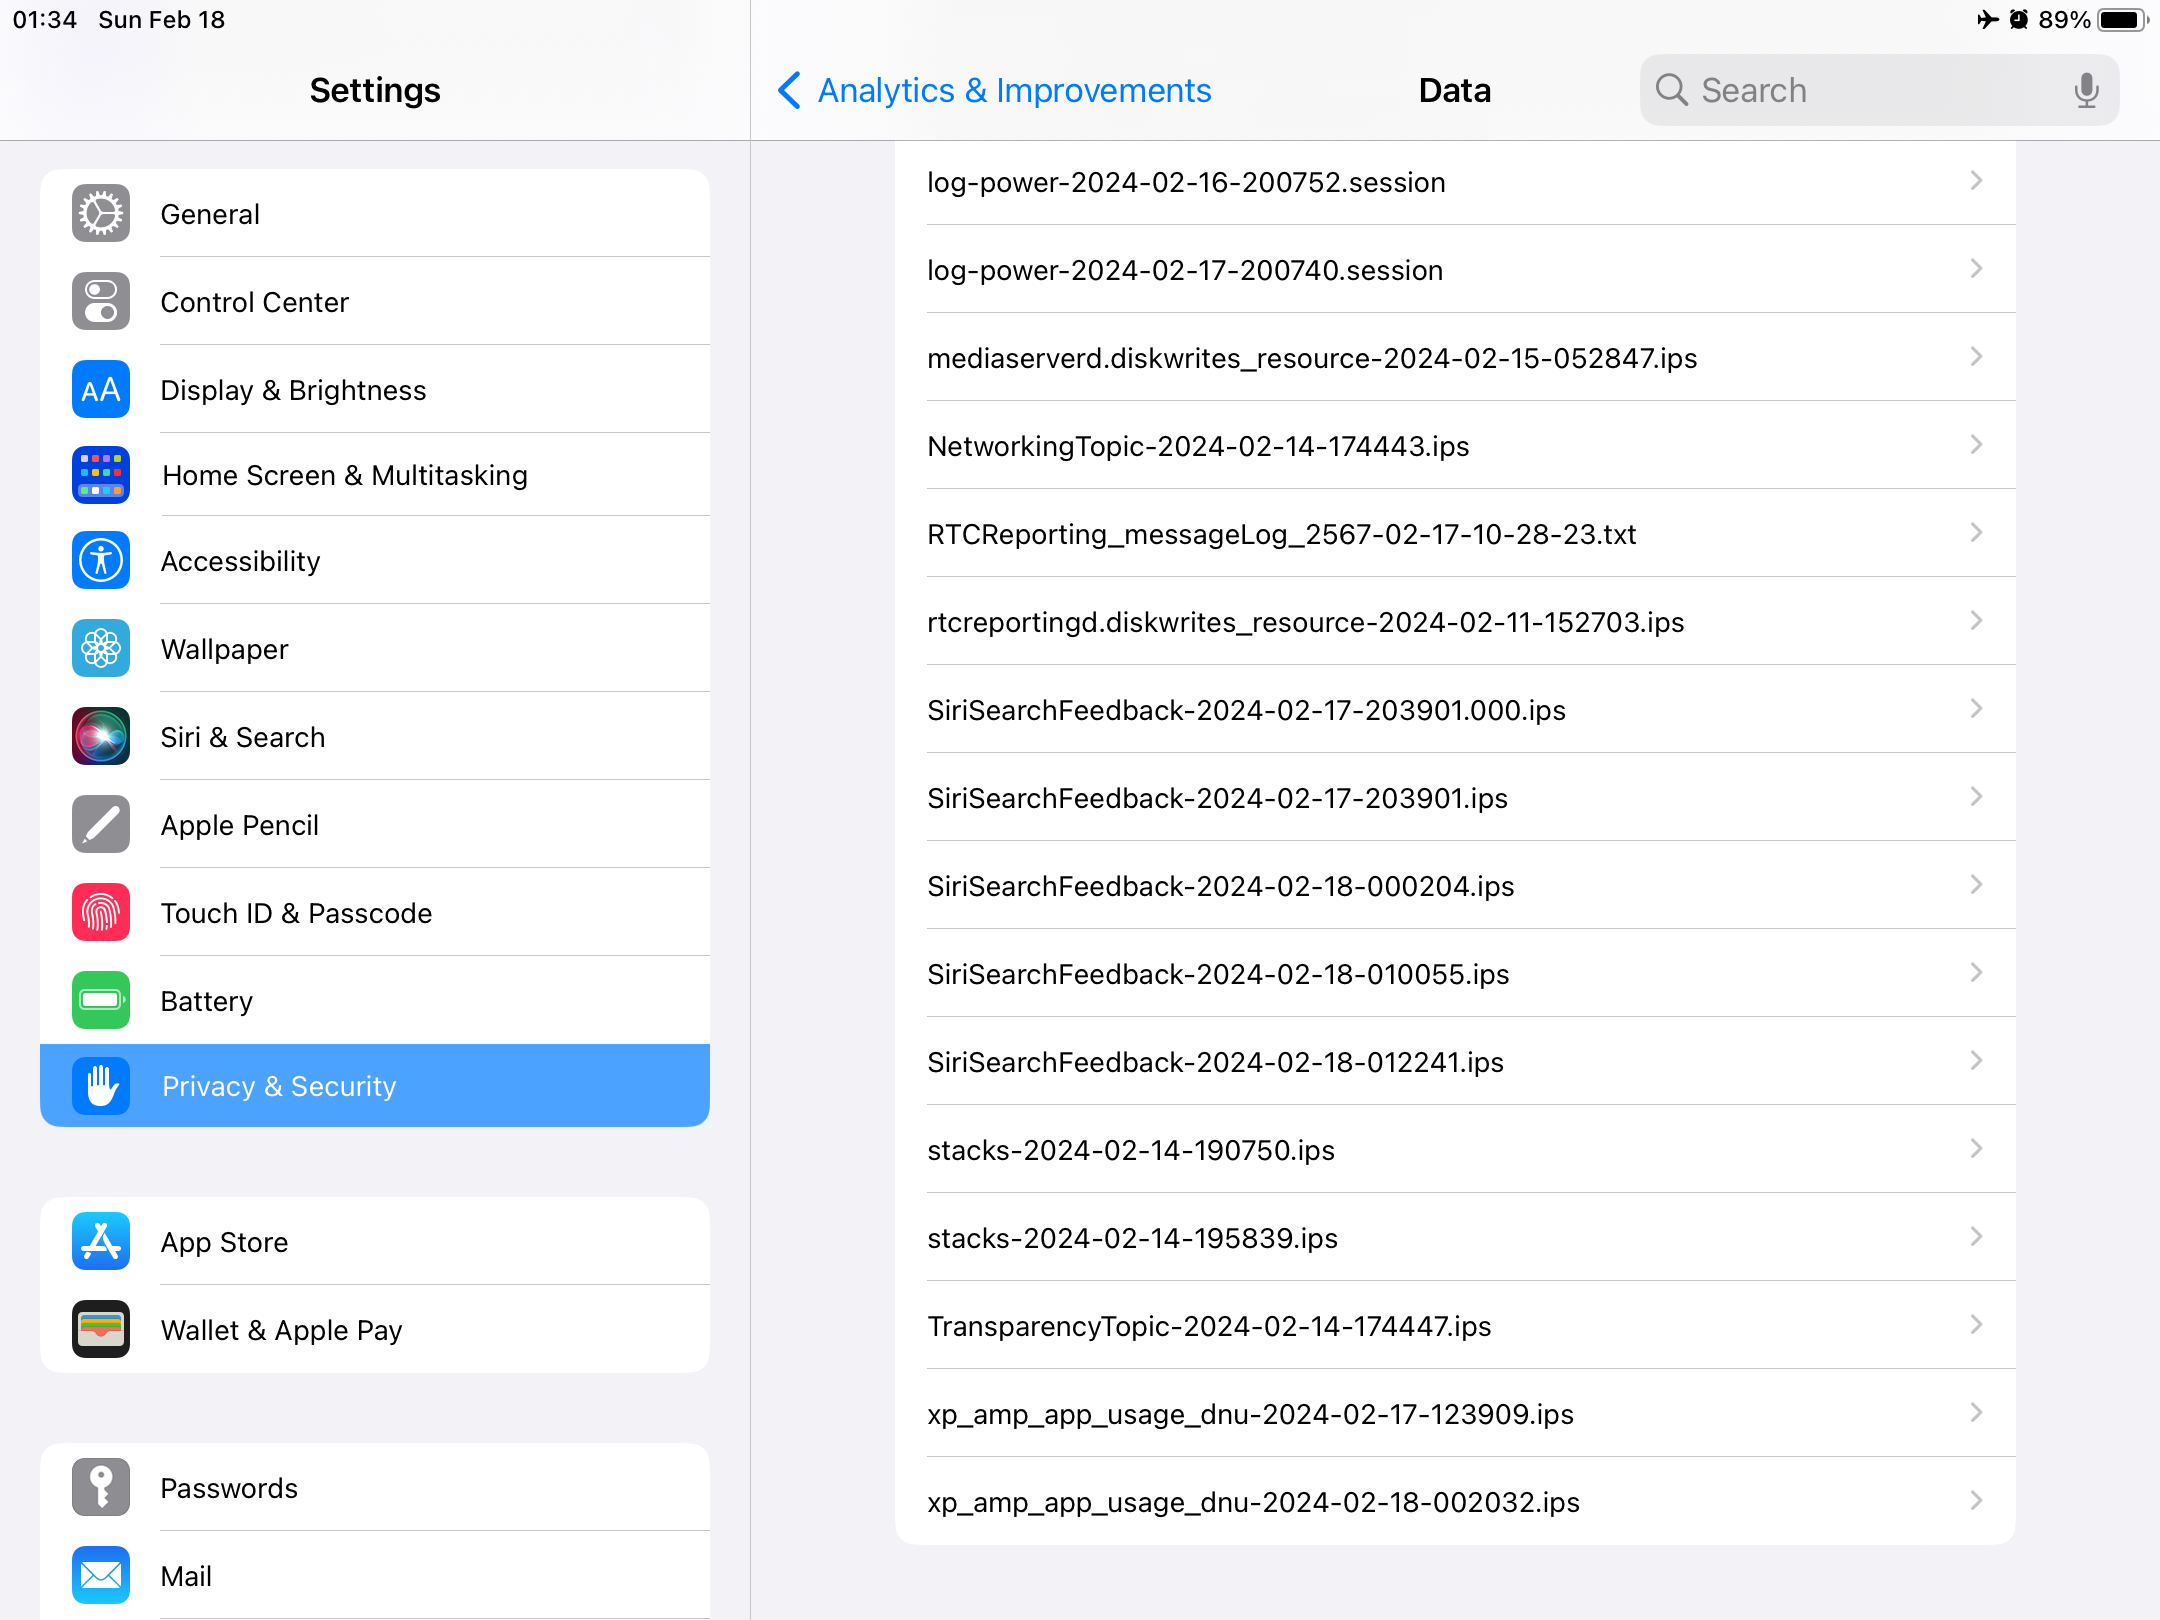 01:34 Sun Feb 18
89%
Settings
General
Control Center
AA Display & Brightness
Home Screen & Multitasking
Accessibility
Wallpaper
Siri & Search
Apple Pencil
Touch ID & Passcode
Battery
Privacy & Security
App Store
Wallet & Apple Pay
Passwords
Mail
Analytics & Improvements
Data
Search
log-power-2024-02-16-200752.session
log-power-2024-02-17-200740.session
mediaserverd.diskwrites_resource-2024-02-15-052847.ips
NetworkingTopic-2024-02-14-174443.ips
RTCReporting_messageLog_2567-02-17-10-28-23.txt
rtcreportingd.diskwrites_resource-2024-02-11-152703.ips
SiriSearchFeedback-2024-02-17-203901.000.ips
SiriSearchFeedback-2024-02-17-203901.ips
SiriSearchFeedback-2024-02-18-000204.ips
SiriSearchFeedback-2024-02-18-010055.ips
SiriSearchFeedback-2024-02-18-012241.ips
stacks-2024-02-14-190750.ips
stacks-2024-02-14-195839.ips
TransparencyTopic-2024-02-14-174447.ips
xp_amp_app_usage_dnu-2024-02-17-123909.ips
xp_amp_app_usage_dnu-2024-02-18-002032.ips